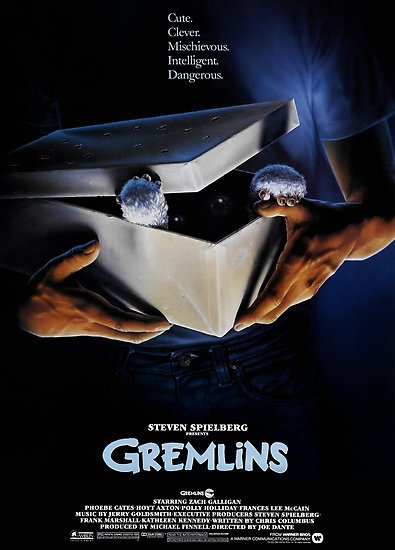 Cute.
Clever.
Mischievous.
Intelligent.
Dangerous.
STEVEN SPIELBERG
PRESENTS
GREMLINS
GREMLINS
STARRING ZACH GALLIGAN
PHOEBE CATES·HOYT AXTON·POLLY HOLLIDAY·FRANCES LEE McCAIN
MUSIC BY JERRY GOLDSMITH·EXECUTIVE PRODUCERS STEVEN SPIELBERG·
FRANK MARSHALL·KATHLEEN KENNEDY·WRITTEN BY CHRIS COLUMBUS
PRODUCED BY MICHAEL FINNELL·DIRECTED BY JOE DANTE
FROM WARNER BROS.
A WARNER COMMUNICATIONS COMPANY